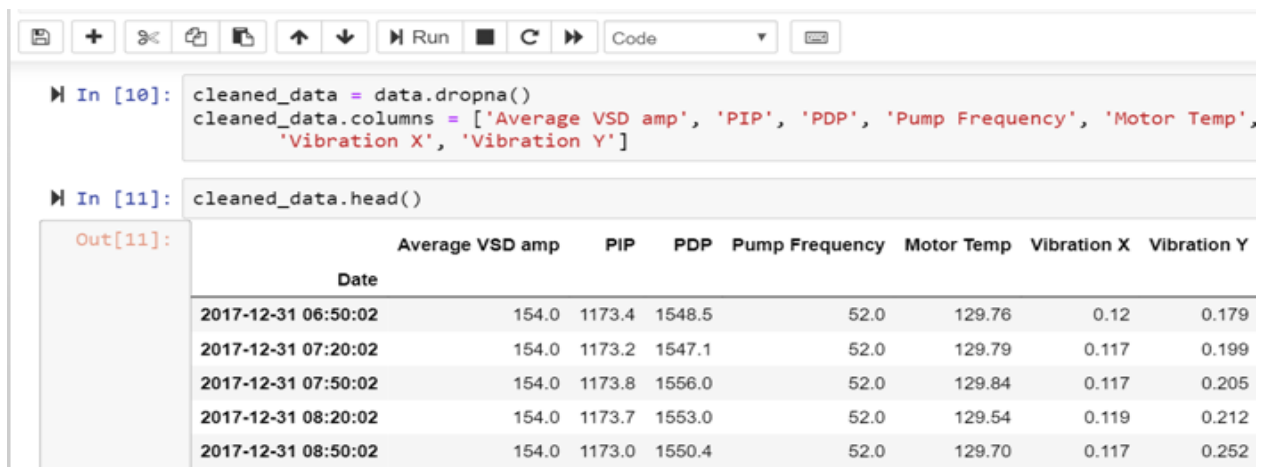 Run Code
In [10]: cleaned_data = data.dropna()
cleaned_data.columns = ['Average VSD amp', 'PIP', 'PDP', 'Pump Frequency', 'Motor Temp',
'Vibration X', 'Vibration Y']
In [11]: cleaned_data.head()
Out[11]:
Average VSD amp PIP PDP Pump Frequency Motor Temp Vibration X Vibration Y
Date
2017-12-31 06:50:02 154.0 1173.4 1548.5 52.0 129.76 0.12 0.179
2017-12-31 07:20:02 154.0 1173.2 1547.1 52.0 129.79 0.117 0.199
2017-12-31 07:50:02 154.0 1173.8 1556.0 52.0 129.84 0.117 0.205
2017-12-31 08:20:02 154.0 1173.7 1553.0 52.0 129.54 0.119 0.212
2017-12-31 08:50:02 154.0 1173.0 1550.4 52.0 129.70 0.117 0.252